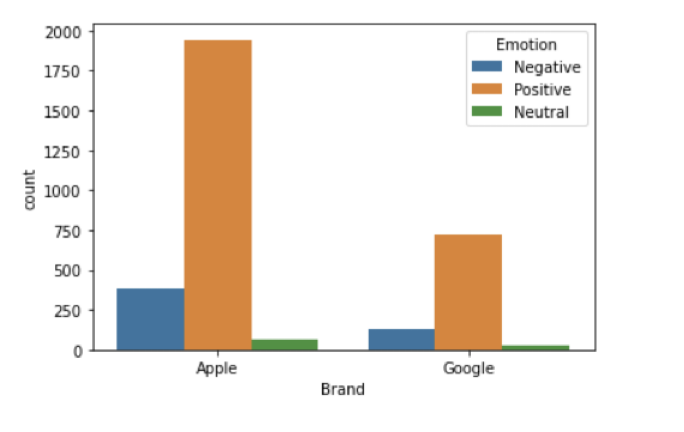 2000
1750
1500
1250
1000
750
500
250
0
count
Emotion
Negative
Positive
Neutral
Apple
Google
Brand